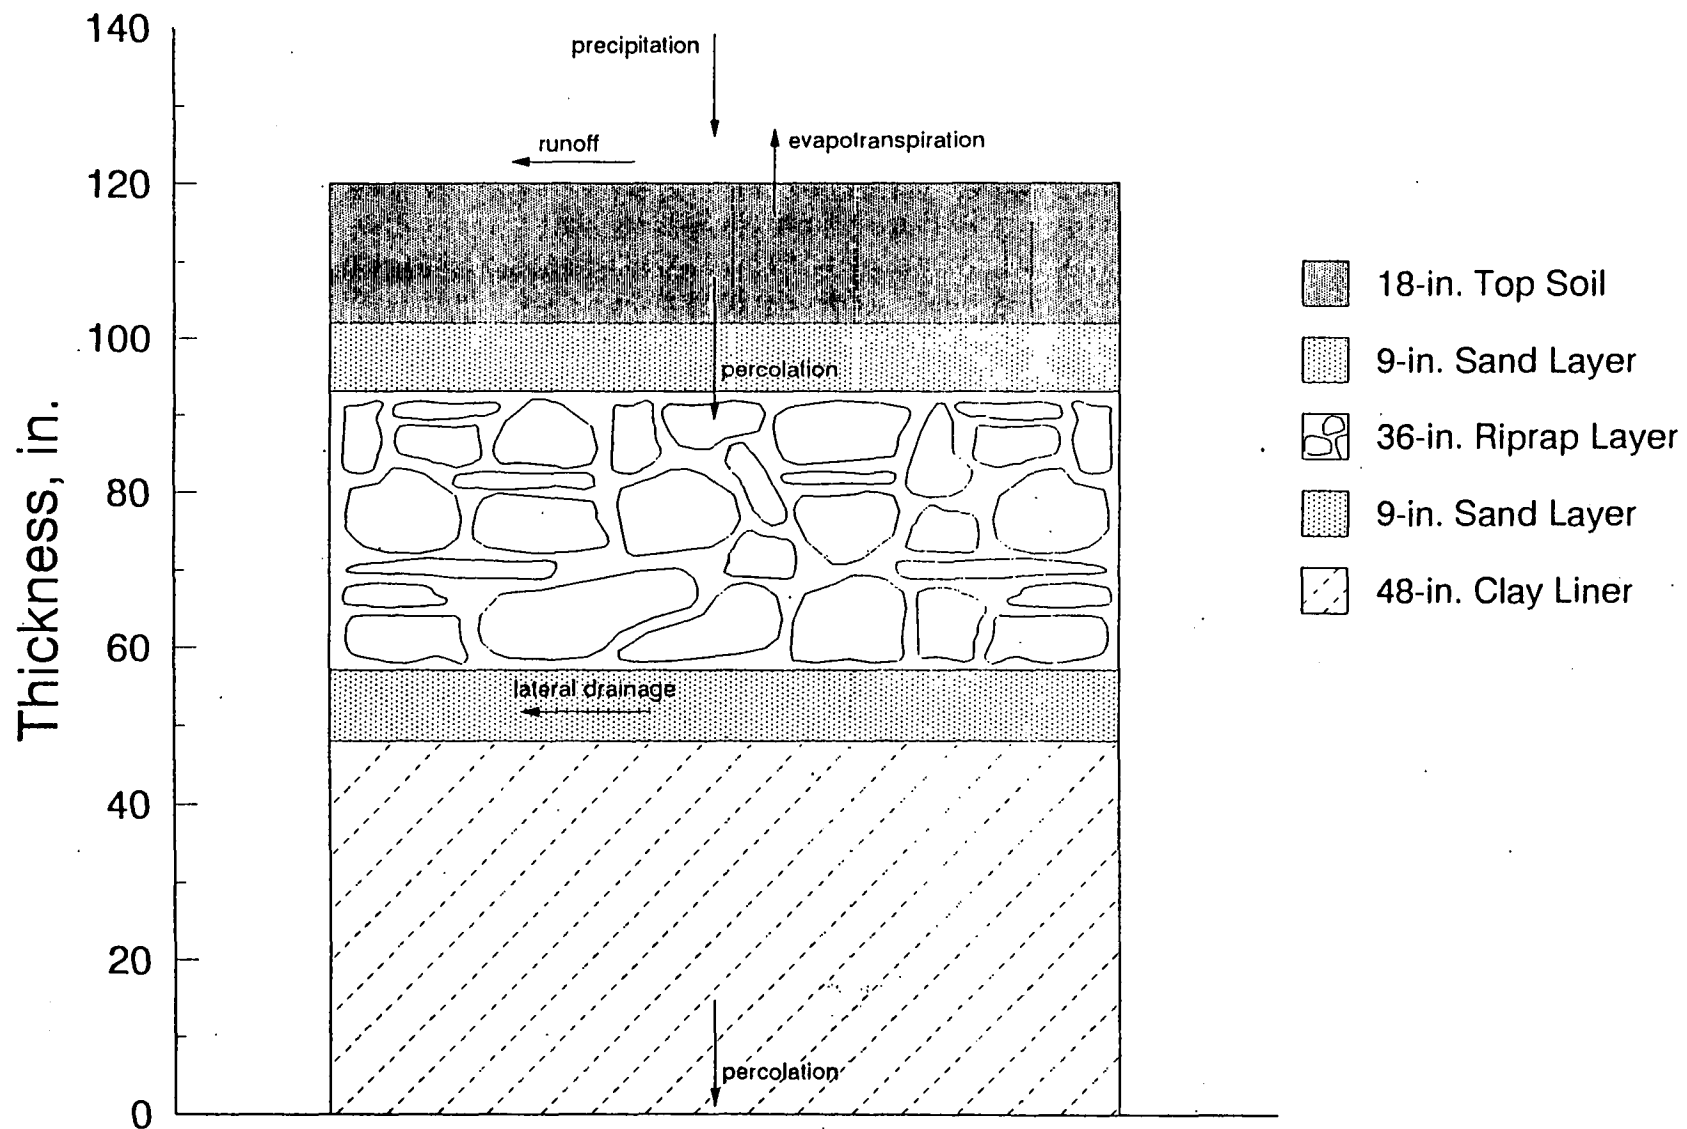 Thickness, in.
140
120
100
80
60
40
20
0
precipitation
runoff
evapotranspiration
percolation
lateral drainage
percolation
18-in. Top Soil
9-in. Sand Layer
36-in. Riprap Layer
9-in. Sand Layer
48-in. Clay Liner